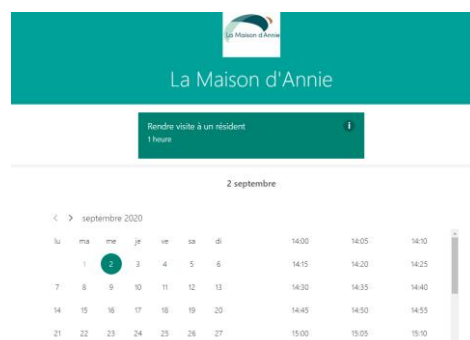 La Maison d'Annie
La Maison d'Annie
Rendre visite à un résident
1 heure
i
2 septembre
< > septembre 2020
lu ma me je ve sa di
1 2 3 4 5 6
7 8 9 10 11 12 13
14 15 16 17 18 19 20
21 22 23 24 25 26 27
14:00 14:05 14:10
14:15 14:20 14:25
14:30 14:35 14:40
14:45 14:50 14:55
15:00 15:05 15:10